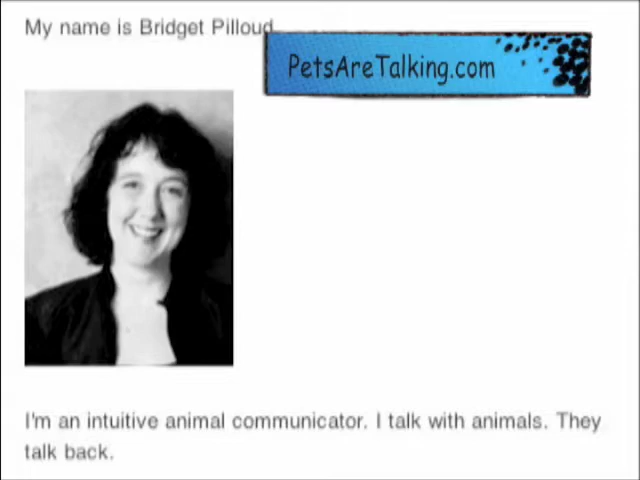 My name is Bridget Pilloud
PetsAreTalking.com
I'm an intuitive animal communicator. I talk with animals. They
talk back.